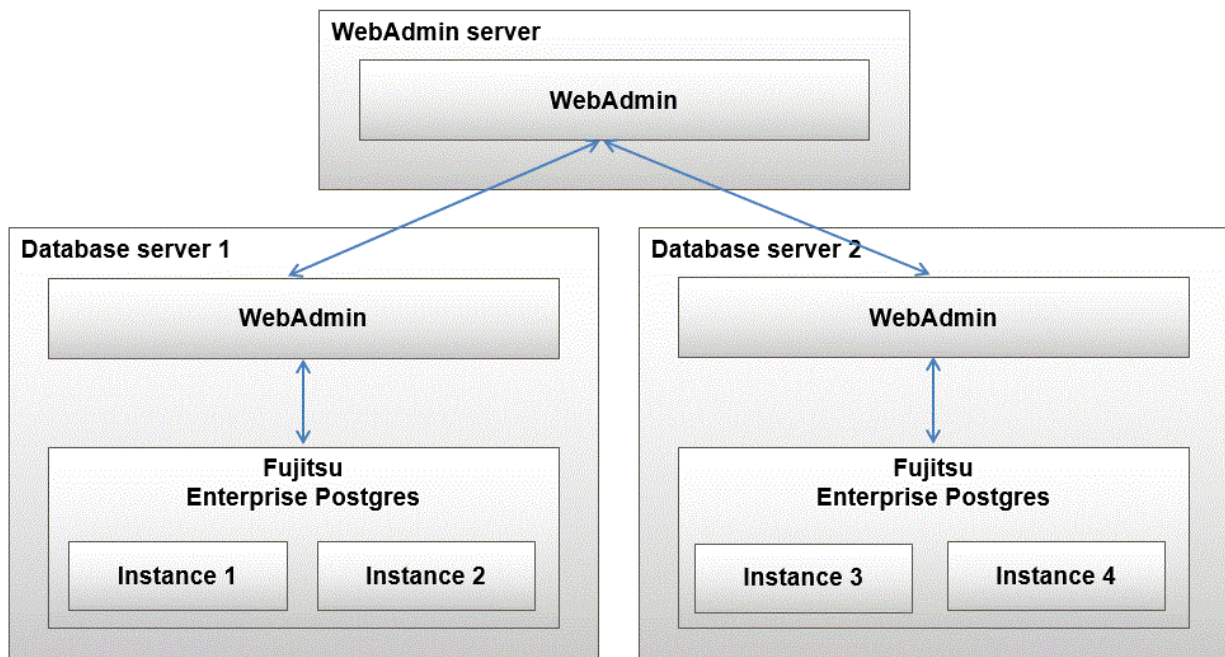 WebAdmin server
WebAdmin
Database server 1
WebAdmin
Fujitsu
Enterprise Postgres
Instance 1
Instance 2
Database server 2
WebAdmin
Fujitsu
Enterprise Postgres
Instance 3
Instance 4